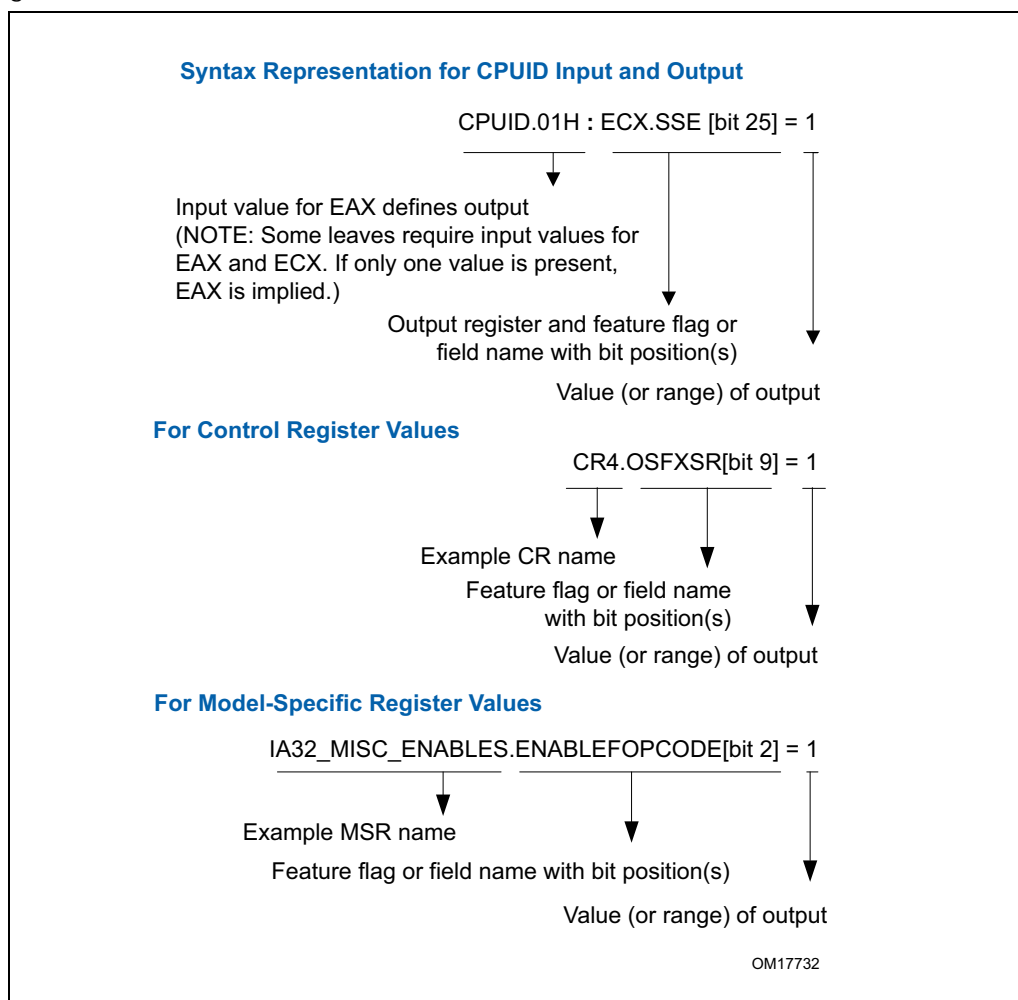 Syntax Representation for CPUID Input and Output
CPUID.01H : ECX.SSE [bit 25] = 1
Input value for EAX defines output
(NOTE: Some leaves require input values for
EAX and ECX. If only one value is present,
EAX is implied.)
Output register and feature flag or
field name with bit position(s)
Value (or range) of output
For Control Register Values
CR4.OSFXSR[bit 9] = 1
Example CR name
Feature flag or field name
with bit position(s)
Value (or range) of output
For Model-Specific Register Values
IA32_MISC_ENABLES.ENABLEFOPCODE[bit 2] = 1
Example MSR name
Feature flag or field name with bit position(s)
Value (or range) of output
OM17732